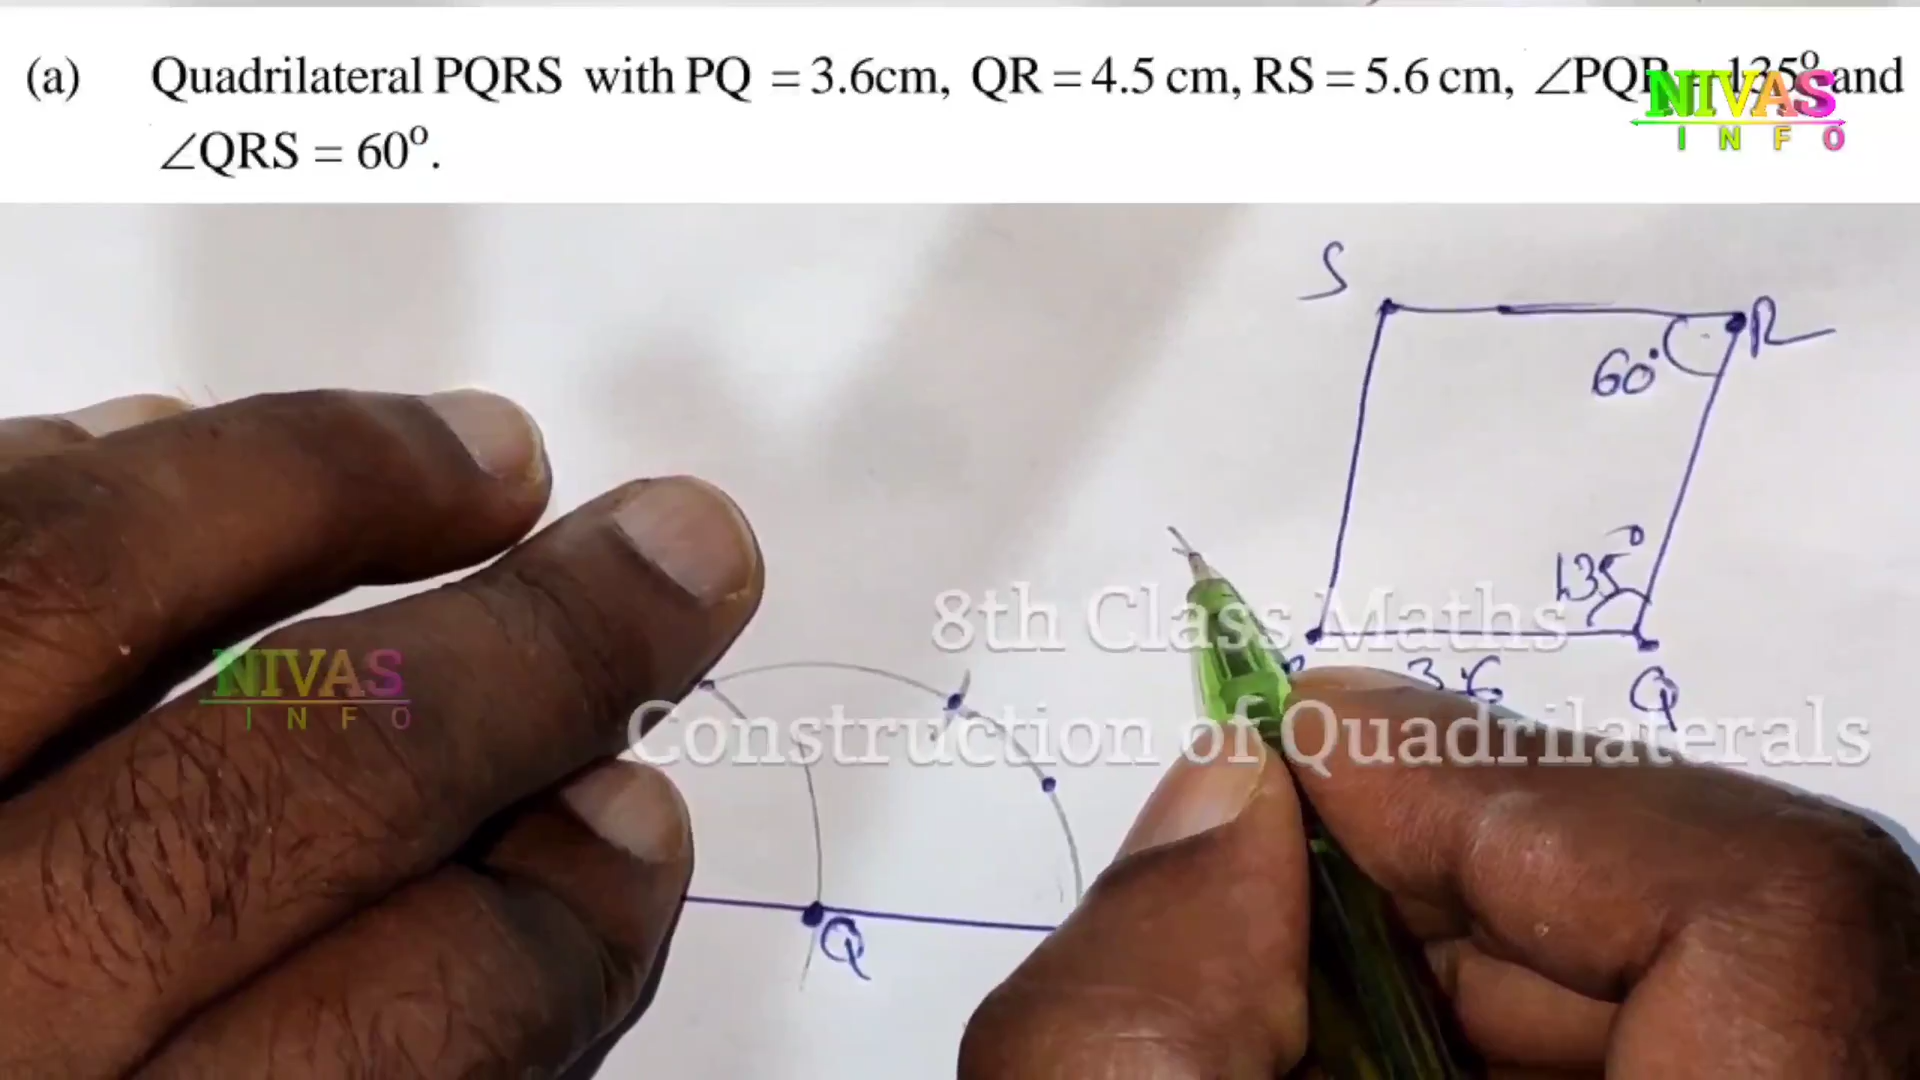 (a) Quadrilateral PQRS with PQ = 3.6cm, QR = 4.5 cm, RS = 5.6 cm, ∠PQR = 135° and
∠QRS = 60°.
NIVAS
INFO
S
R
60°
135°
8th Class Maths
3.6
Q
NIVAS
INFO
Construction of Quadrilaterals
Q